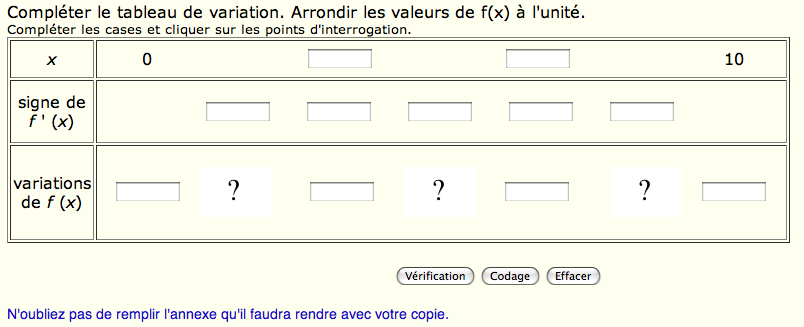 Compléter le tableau de variation. Arrondir les valeurs de f(x) à l'unité.
Compléter les cases et cliquer sur les points d'interrogation.
x 0 10
signe de
f ' (x)
variations
de f (x)
? ? ?
Vérification Codage Effacer
N'oubliez pas de remplir l'annexe qu'il faudra rendre avec votre copie.